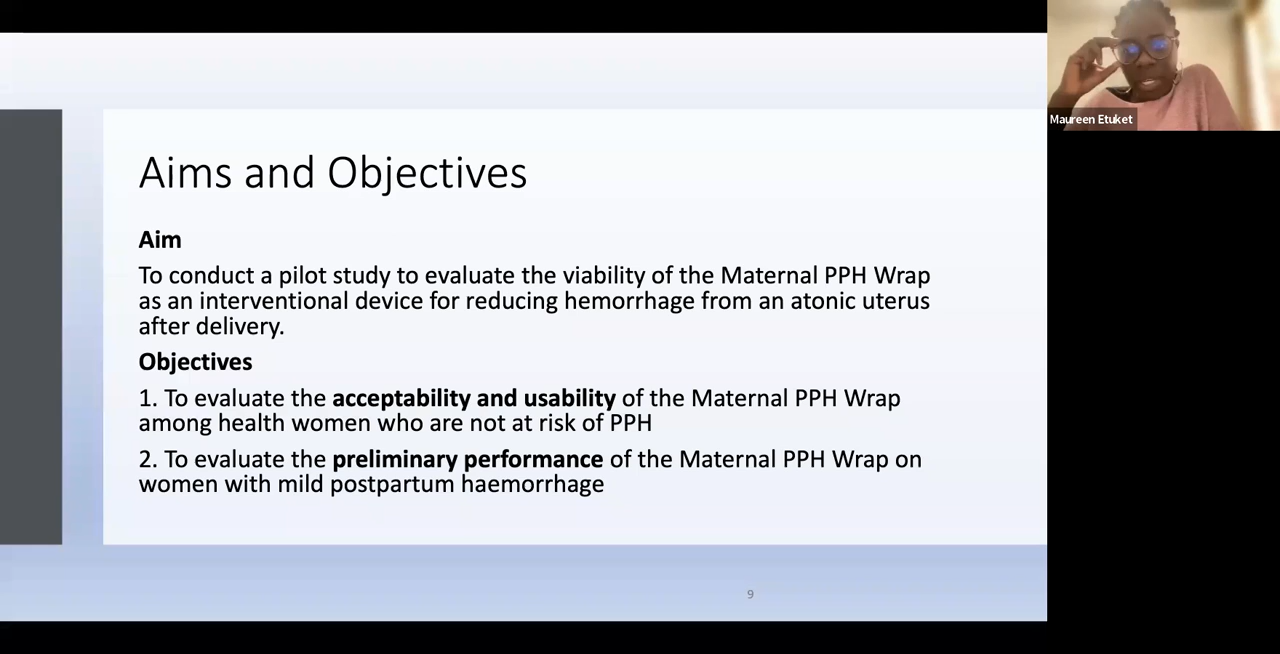 Maureen Etuket
Aims and Objectives
Aim
To conduct a pilot study to evaluate the viability of the Maternal PPH Wrap
as an interventional device for reducing hemorrhage from an atonic uterus
after delivery.
Objectives
1. To evaluate the acceptability and usability of the Maternal PPH Wrap
among health women who are not at risk of PPH
2. To evaluate the preliminary performance of the Maternal PPH Wrap on
women with mild postpartum haemorrhage
9